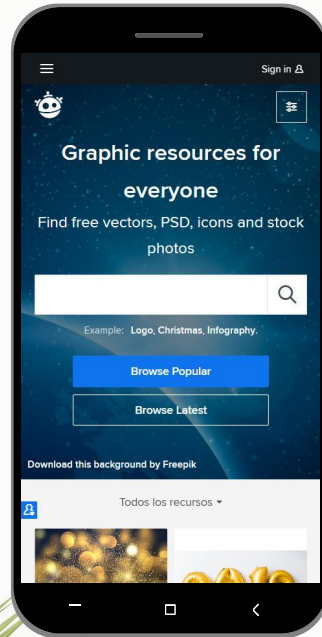 Sign in
Graphic resources for
everyone
Find free vectors, PSD, icons and stock
photos
Example: Logo, Christmas, Infography.
Browse Popular
Browse Latest
Download this background by Freepik
Todos los recursos